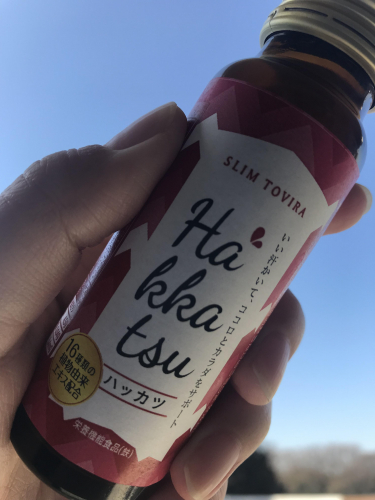 SLIM TOVIRA
Ha
kka
tsu
いい汗かいて、ココロとカラダをサポート
ハッカツ
16種類の
植物由来
エキス配合
栄養機能食品(鉄)